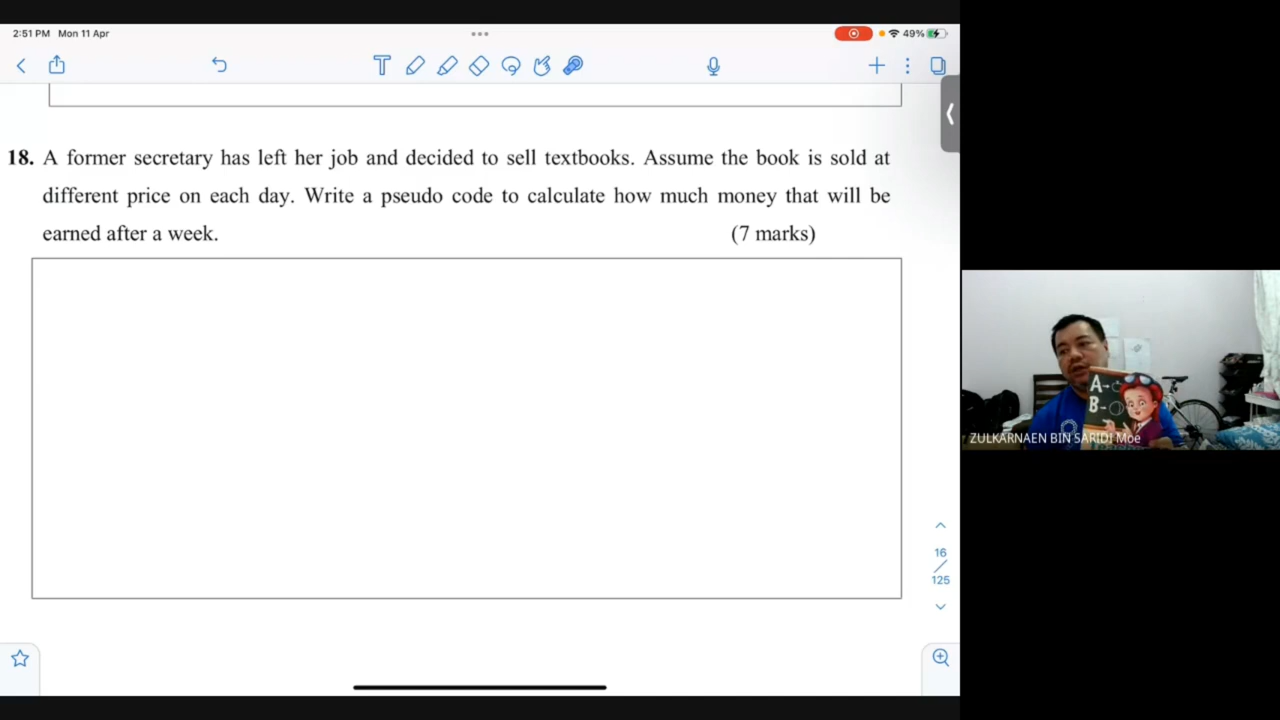 2:51 PM Mon 11 Apr
49%
18. A former secretary has left her job and decided to sell textbooks. Assume the book is sold at
different price on each day. Write a pseudo code to calculate how much money that will be
earned after a week. (7 marks)
A-
B-
ZULKARNAEN BIN SARIDI Moe
16
125